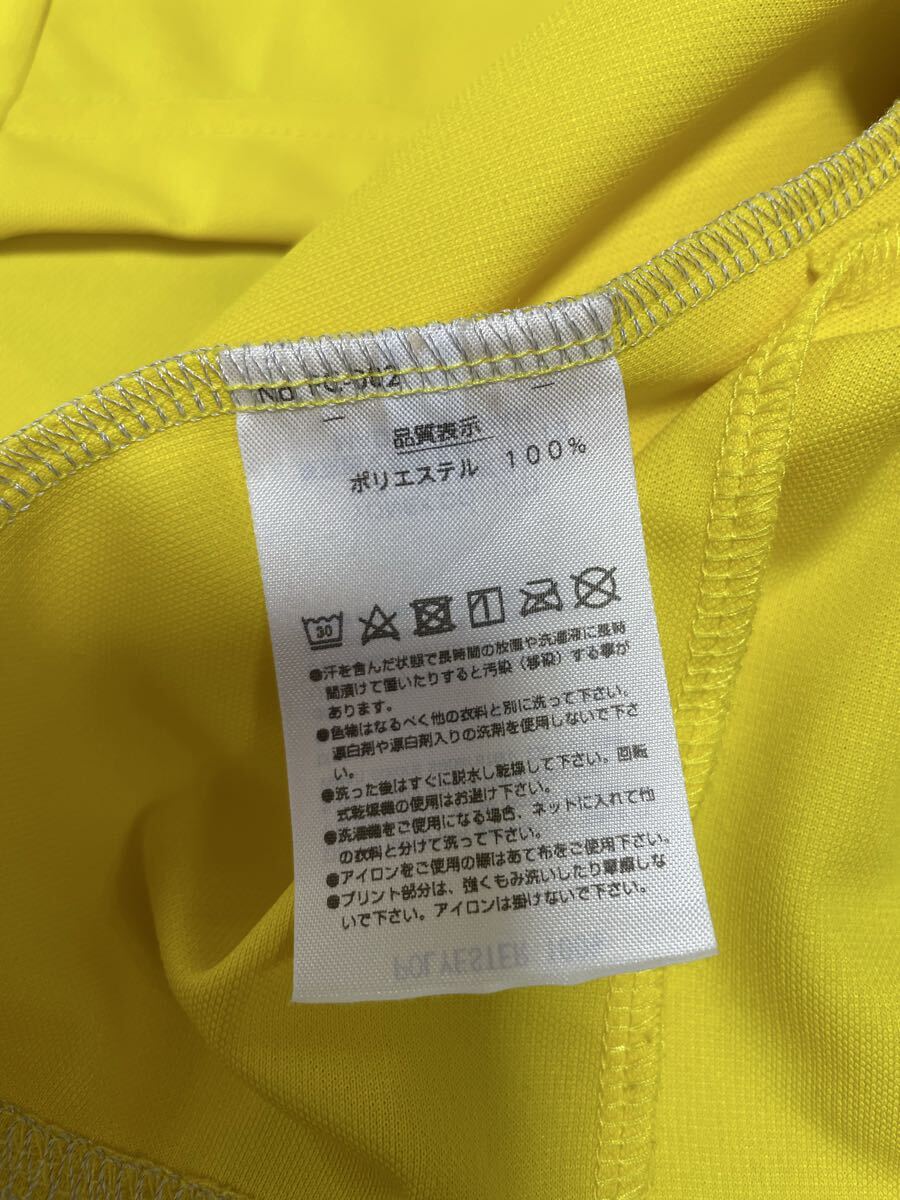 品質表示
ポリエステル 100%
30
●汗を含んだ状態で長時間の放置や洗濯液に長時
間漬けて置いたりすると汚染(移染)する事が
あります。
●色物はなるべく他の衣料と別に洗って下さい。
漂白剤や漂白剤入りの洗剤を使用しないで下さ
い。
●洗った後はすぐに脱水し乾燥して下さい。回転
式乾燥機の使用はお避け下さい。
●洗濯機をご使用になる場合、ネットに入れて他
の衣料と分けて洗って下さい。
●アイロンをご使用の際はあて布をご使用下さい。
●プリント部分は、強くもみ洗いしたり摩擦しな
いで下さい。アイロンは掛けないで下さい。
POLYESTER 100%